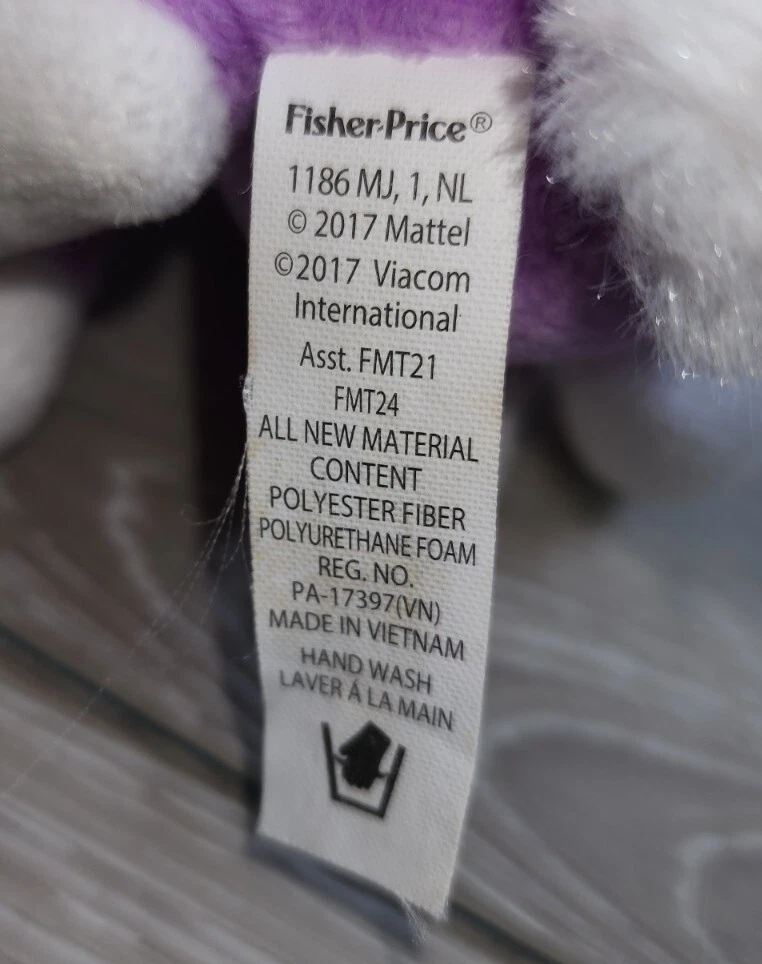 Fisher-Price®
1186 MJ, 1, NL
© 2017 Mattel
©2017 Viacom
International
Asst. FMT21
FMT24
ALL NEW MATERIAL
CONTENT
POLYESTER FIBER
POLYURETHANE FOAM
REG. NO.
PA-17397(VN)
MADE IN VIETNAM
HAND WASH
LAVER Á LA MAIN